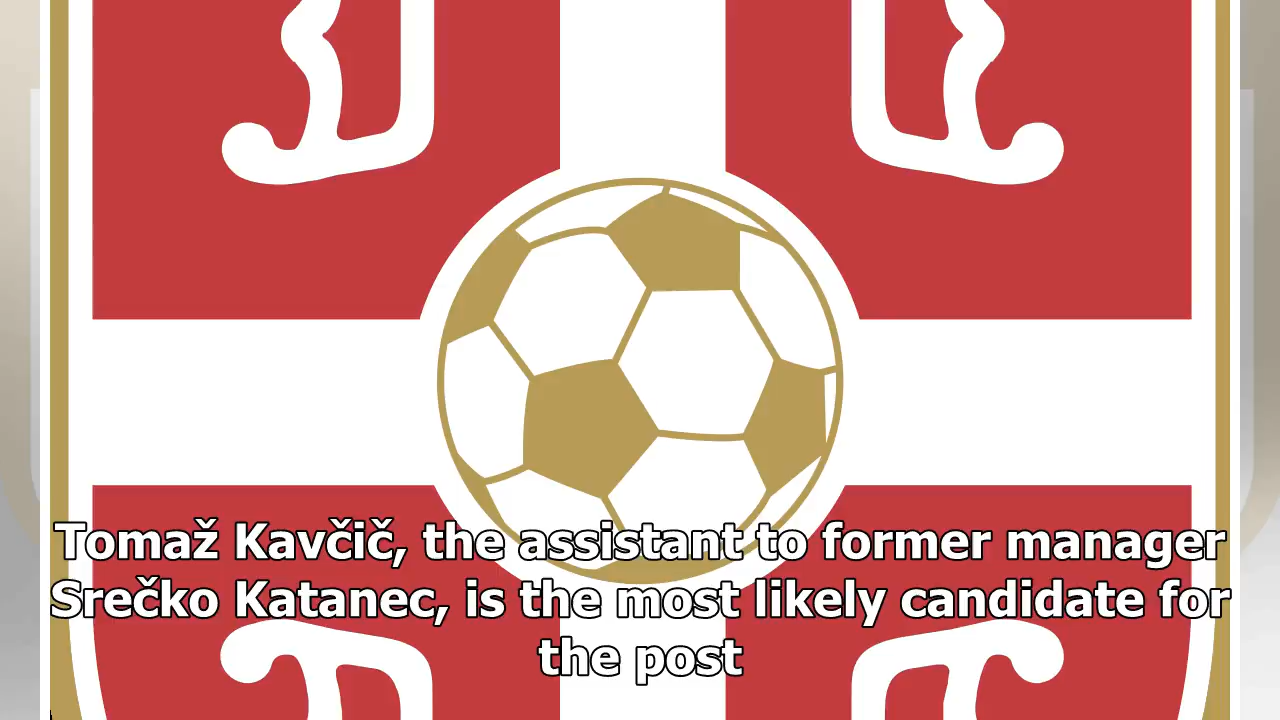 Tomaž Kavčič, the assistant to former manager
Srečko Katanec, is the most likely candidate for
the post